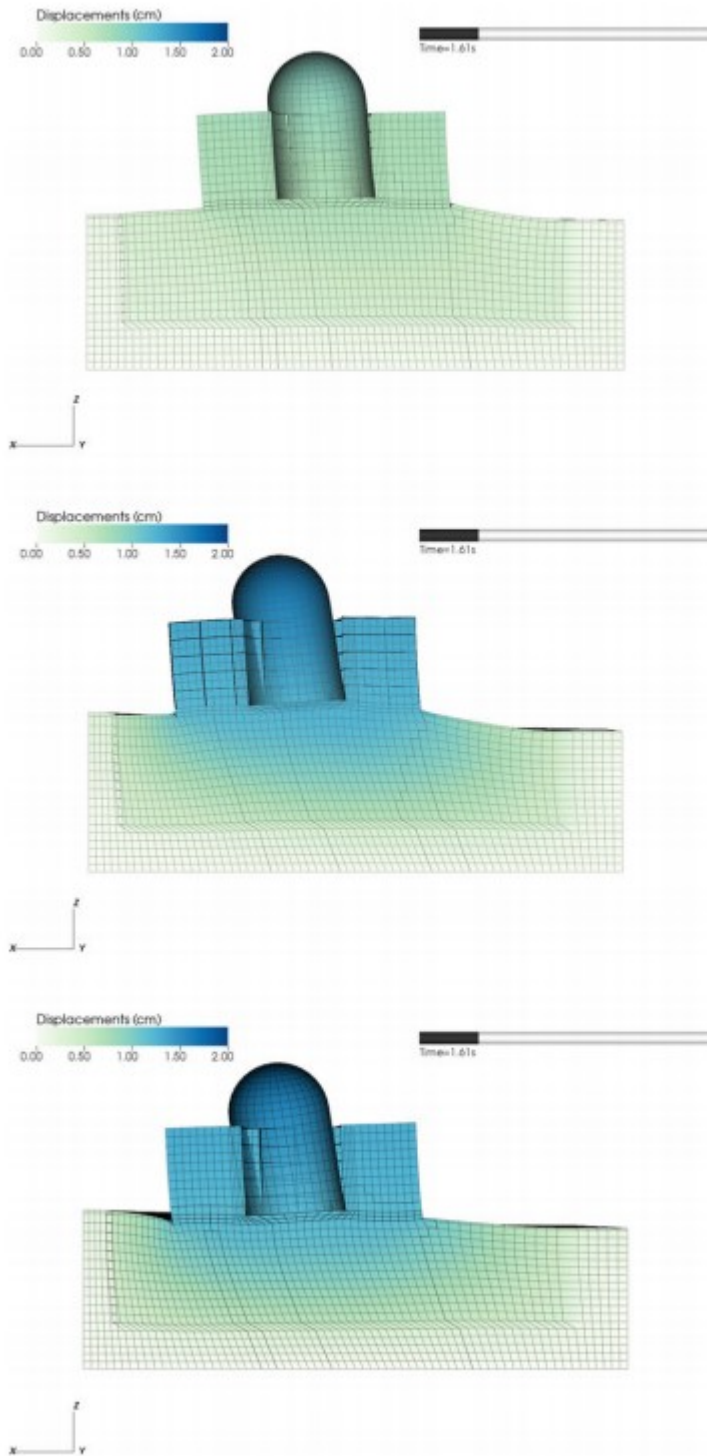 Displacements (cm)
0.00 0.50 1.00 1.50 2.00
Time=1.61s
Z
X Y
Displacements (cm)
0.00 0.50 1.00 1.50 2.00
Time=1.61s
Z
X Y
Displacements (cm)
0.00 0.50 1.00 1.50 2.00
Time=1.61s
Z
X Y